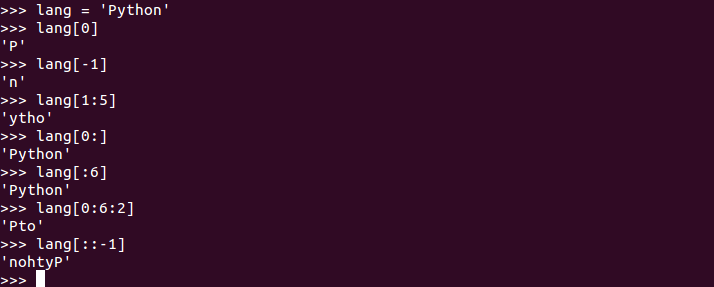 >>> lang = 'Python'
>>> lang[0]
'P'
>>> lang[-1]
'n'
>>> lang[1:5]
'ytho'
>>> lang[0:]
'Python'
>>> lang[:6]
'Python'
>>> lang[0:6:2]
'Pto'
>>> lang[::-1]
'nohtyP'
>>>